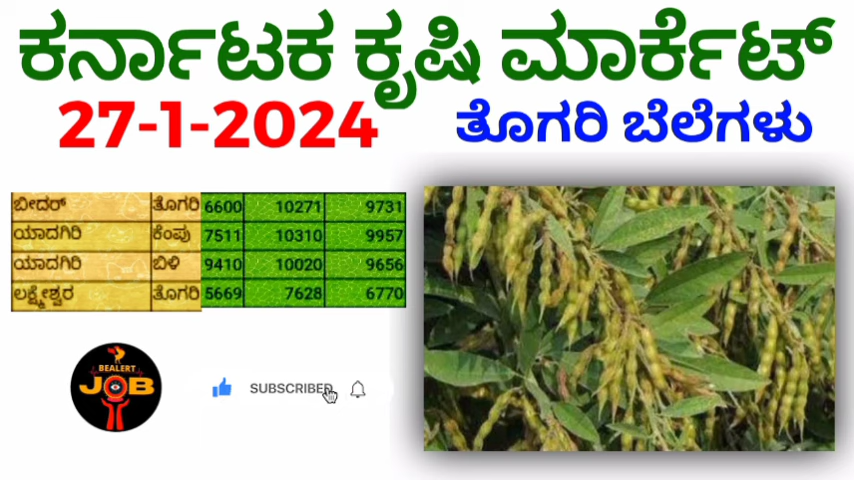 ಕರ್ನಾಟಕ ಕೃಷಿ ಮಾರ್ಕೆಟ್
27-1-2024 ತೊಗರಿ ಬೆಲೆಗಳು
ಬೀದರ್ ತೊಗರಿ 6600 10271 9731
ಯಾದಗಿರಿ ಕೆಂಪು 7511 10310 9957
ಯಾದಗಿರಿ ಬಿಳಿ 9410 10020 9656
ಲಕ್ಷ್ಮೇಶ್ವರ ತೊಗರಿ 5669 7628 6770
BEALERT
JOB
SUBSCRIBED